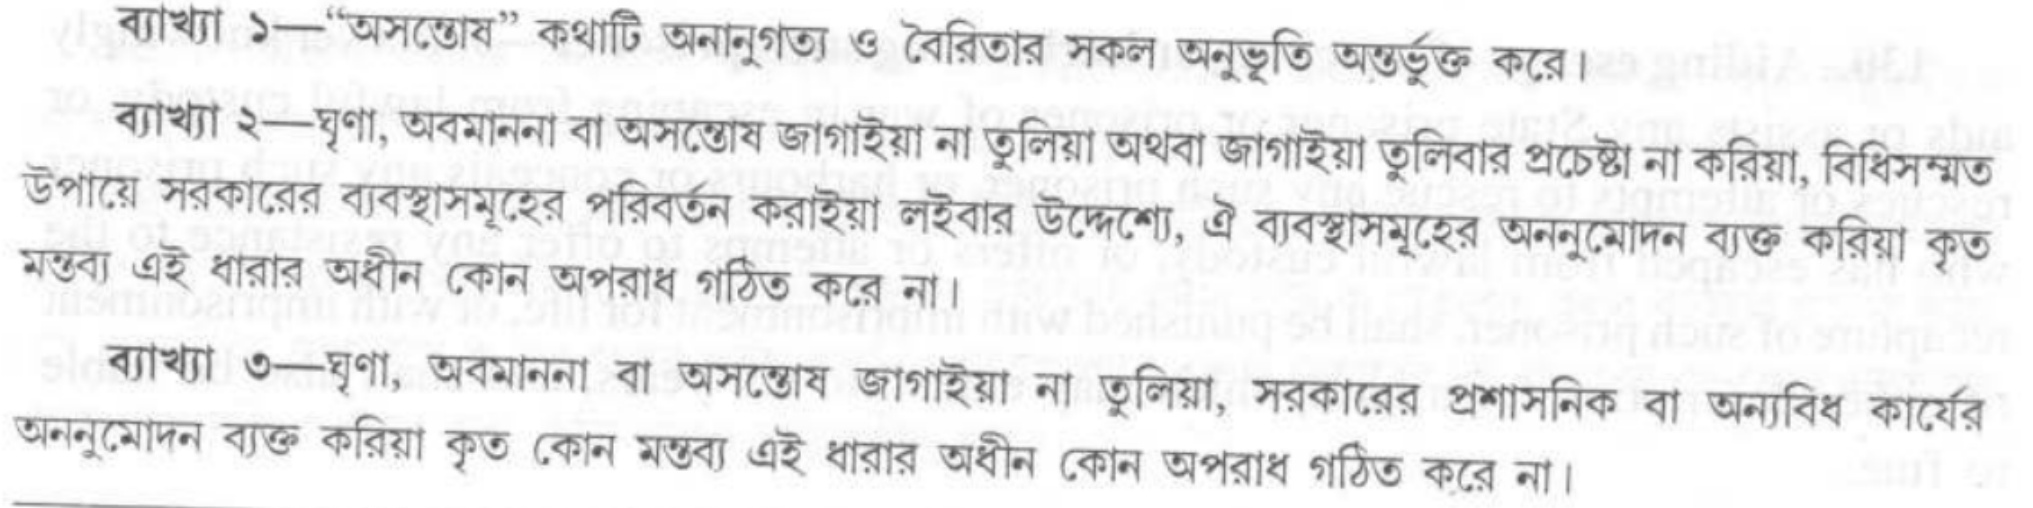 ব্যাখ্যা ১—“অসন্তোষ” কথাটি অনানুগত্য ও বৈরিতার সকল অনুভূতি অন্তর্ভুক্ত করে।
ব্যাখ্যা ২—ঘৃণা, অবমাননা বা অসন্তোষ জাগাইয়া না তুলিয়া অথবা জাগাইয়া তুলিবার প্রচেষ্টা না করিয়া, বিধিসম্মত
উপায়ে সরকারের ব্যবস্থাসমূহের পরিবর্তন করাইয়া লইবার উদ্দেশ্যে, ঐ ব্যবস্থাসমূহের অননুমোদন ব্যক্ত করিয়া কৃত
মন্তব্য এই ধারার অধীন কোন অপরাধ গঠিত করে না।
ব্যাখ্যা ৩—ঘৃণা, অবমাননা বা অসন্তোষ জাগাইয়া না তুলিয়া, সরকারের প্রশাসনিক বা অন্যবিধ কার্যের
অননুমোদন ব্যক্ত করিয়া কৃত কোন মন্তব্য এই ধারার অধীন কোন অপরাধ গঠিত করে না।